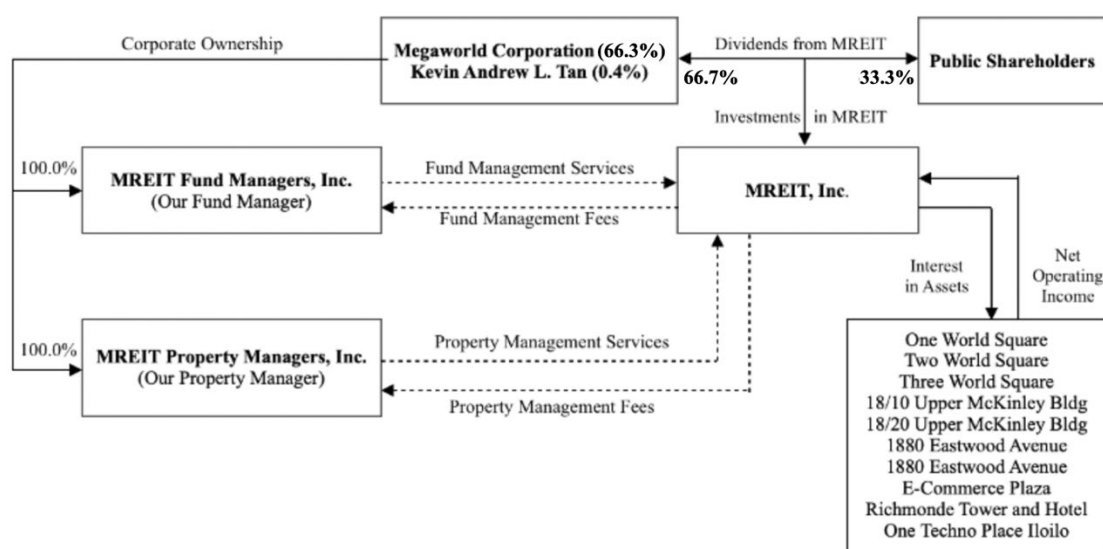 Corporate Ownership
Megaworld Corporation (66.3%)
Kevin Andrew L. Tan (0.4%)
Dividends from MREIT
66.7%
33.3%
Public Shareholders
Investments in MREIT
100.0%
MREIT Fund Managers, Inc.
(Our Fund Manager)
Fund Management Services
Fund Management Fees
MREIT, Inc.
Interest
in Assets
Net
Operating
Income
100.0%
MREIT Property Managers, Inc.
(Our Property Manager)
Property Management Services
Property Management Fees
One World Square
Two World Square
Three World Square
18/10 Upper McKinley Bldg
18/20 Upper McKinley Bldg
1880 Eastwood Avenue
1880 Eastwood Avenue
E-Commerce Plaza
Richmonde Tower and Hotel
One Techno Place Iloilo